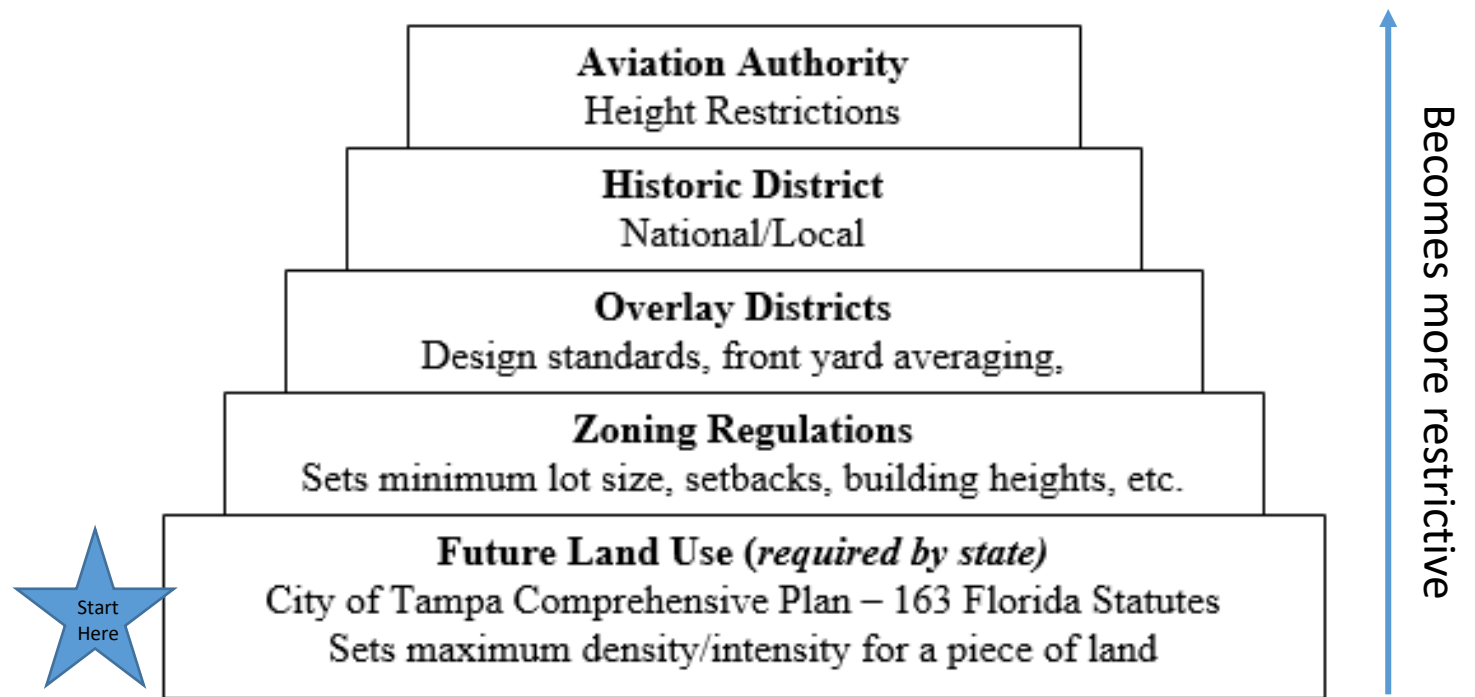 Aviation Authority
Height Restrictions
Historic District
National/Local
Overlay Districts
Design standards, front yard averaging,
Zoning Regulations
Sets minimum lot size, setbacks, building heights, etc.
Future Land Use (required by state)
City of Tampa Comprehensive Plan – 163 Florida Statutes
Sets maximum density/intensity for a piece of land
Start
Here
Becomes more restrictive